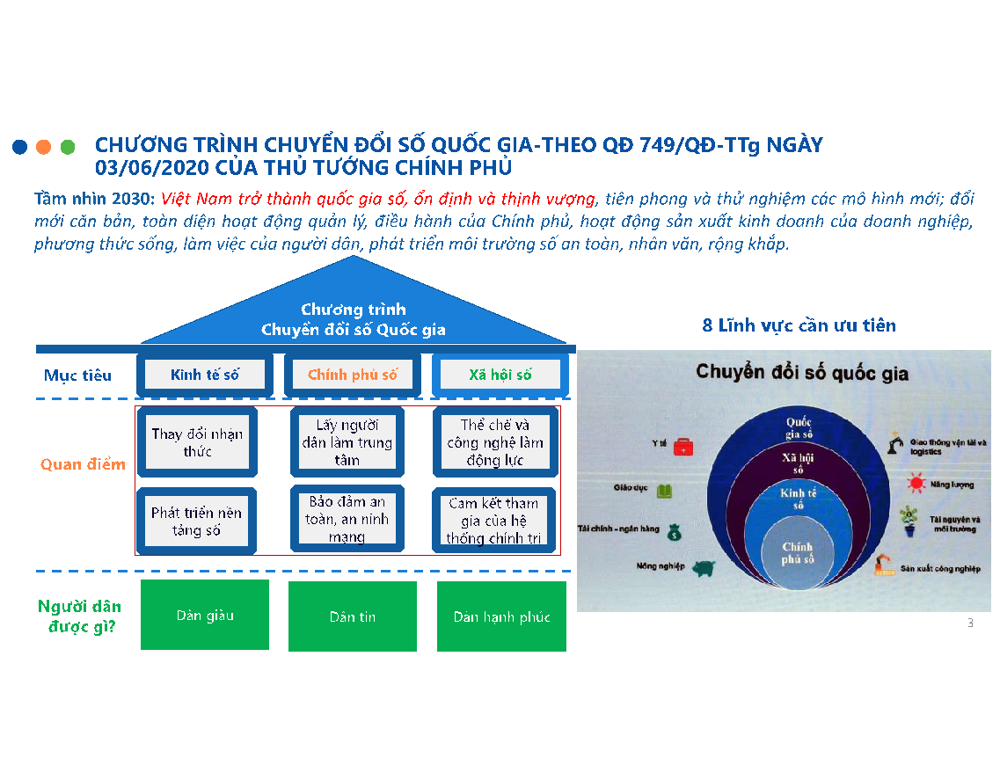 CHƯƠNG TRÌNH CHUYỂN ĐỔI SỐ QUỐC GIA-THEO QĐ 749/QĐ-TTg NGÀY
03/06/2020 CỦA THỦ TƯỚNG CHÍNH PHỦ
Tầm nhìn 2030: Việt Nam trở thành quốc gia số, ổn định và thịnh vượng, tiên phong và thử nghiệm các mô hình mới; đổi
mới căn bản, toàn diện hoạt động quản lý, điều hành của Chính phủ, hoạt động sản xuất kinh doanh của doanh nghiệp,
phương thức sống, làm việc của người dân, phát triển môi trường số an toàn, nhân văn, rộng khắp.
Chương trình
Chuyển đổi số Quốc gia
Mục tiêu
Kinh tế số
Chính phủ số
Xã hội số
Quan điểm
Thay đổi nhận
thức
Lấy người
dân làm trung
tâm
Thể chế và
công nghệ làm
động lực
Phát triển nền
tảng số
Bảo đảm an
toàn, an ninh
mạng
Cam kết tham
gia của hệ
thống chính trị
Người dân
được gì?
Dân giàu
Dân tin
Dân hạnh phúc
8 Lĩnh vực cần ưu tiên
Chuyển đổi số quốc gia
Quốc
gia số
Xã hội
số
Kinh tế
số
Chính
phủ số
Y tế
Giáo dục
Tài chính - ngân hàng
Nông nghiệp
Giao thông vận tải và
logistics
Năng lượng
Tài nguyên và
môi trường
Sản xuất công nghiệp
3